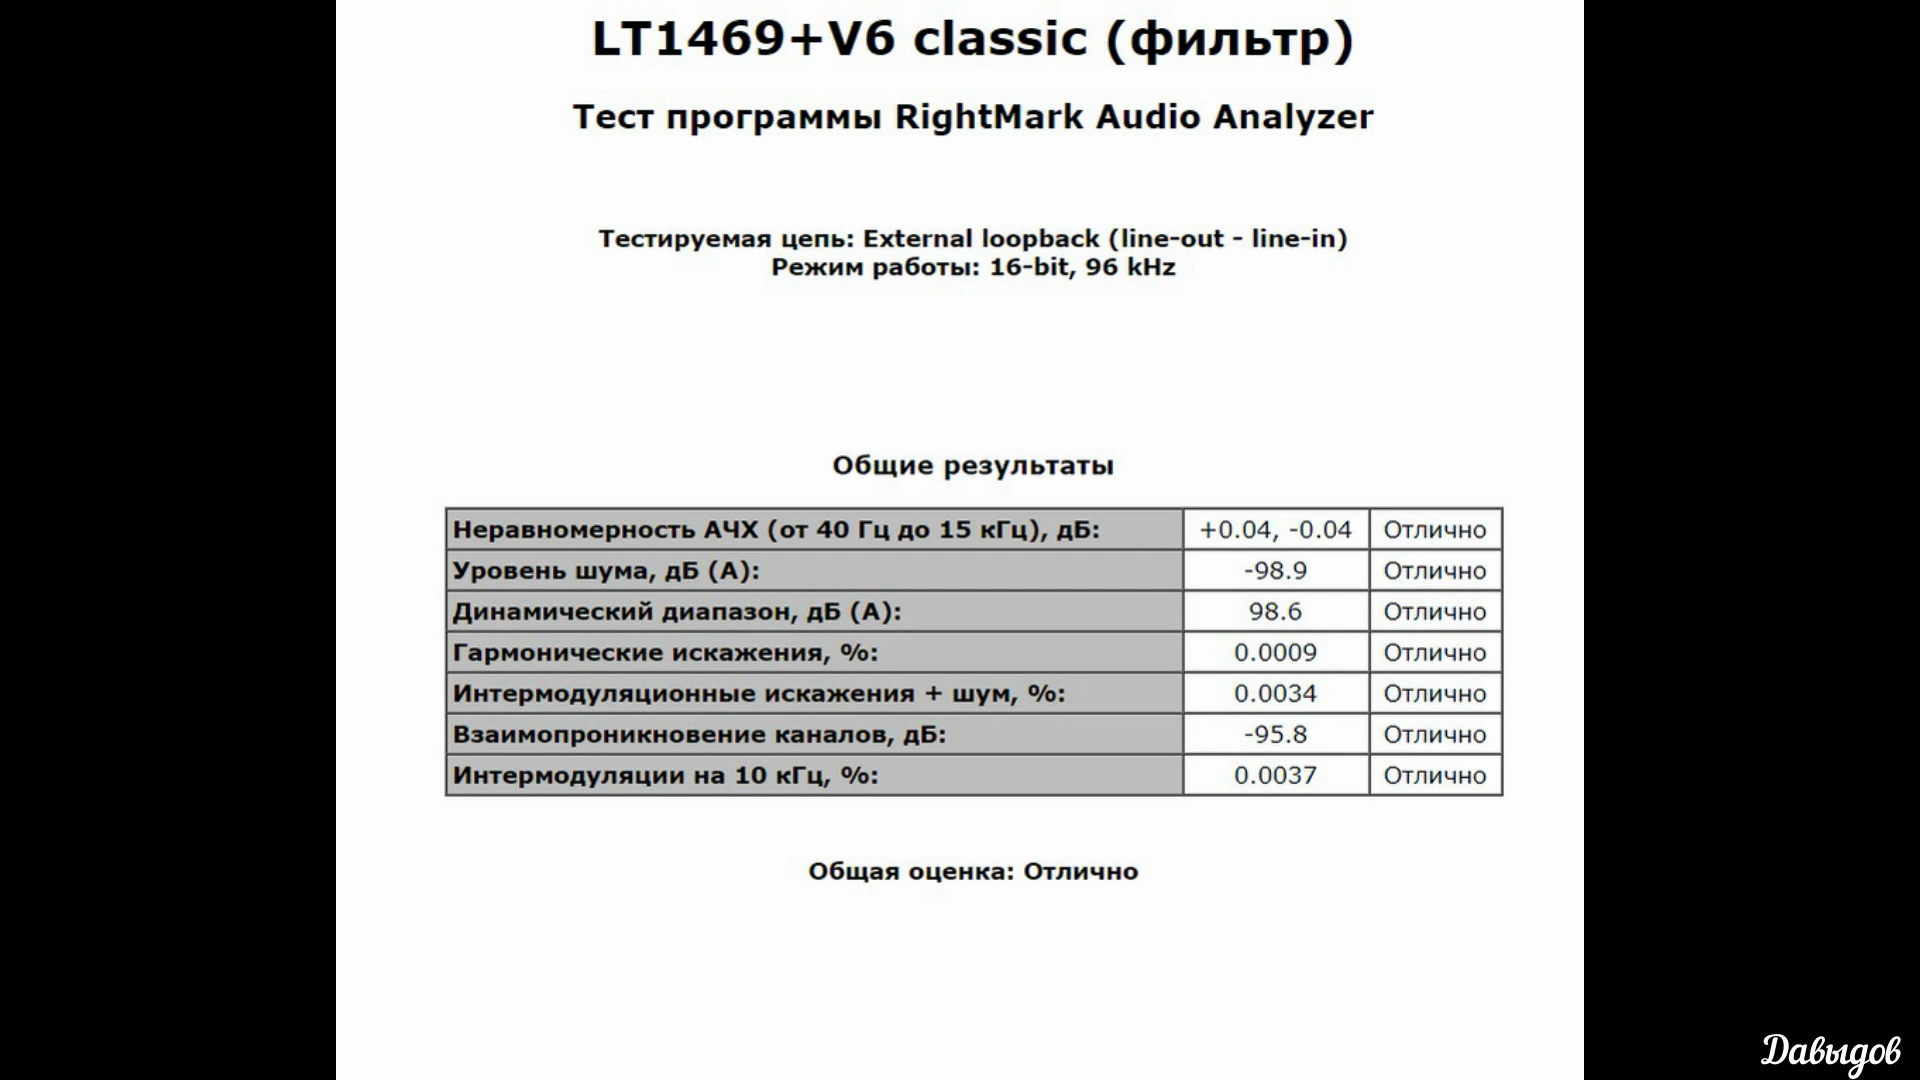 LT1469+V6 classic (фильтр)
Тест программы RightMark Audio Analyzer
Тестируемая цепь: External loopback (line-out - line-in)
Режим работы: 16-bit, 96 kHz
Общие результаты
Неравномерность АЧХ (от 40 Гц до 15 кГц), дБ: +0.04, -0.04 Отлично
Уровень шума, дБ (А): -98.9 Отлично
Динамический диапазон, дБ (А): 98.6 Отлично
Гармонические искажения, %: 0.0009 Отлично
Интермодуляционные искажения + шум, %: 0.0034 Отлично
Взаимопроникновение каналов, дБ: -95.8 Отлично
Интермодуляции на 10 кГц, %: 0.0037 Отлично
Общая оценка: Отлично
Давыдов